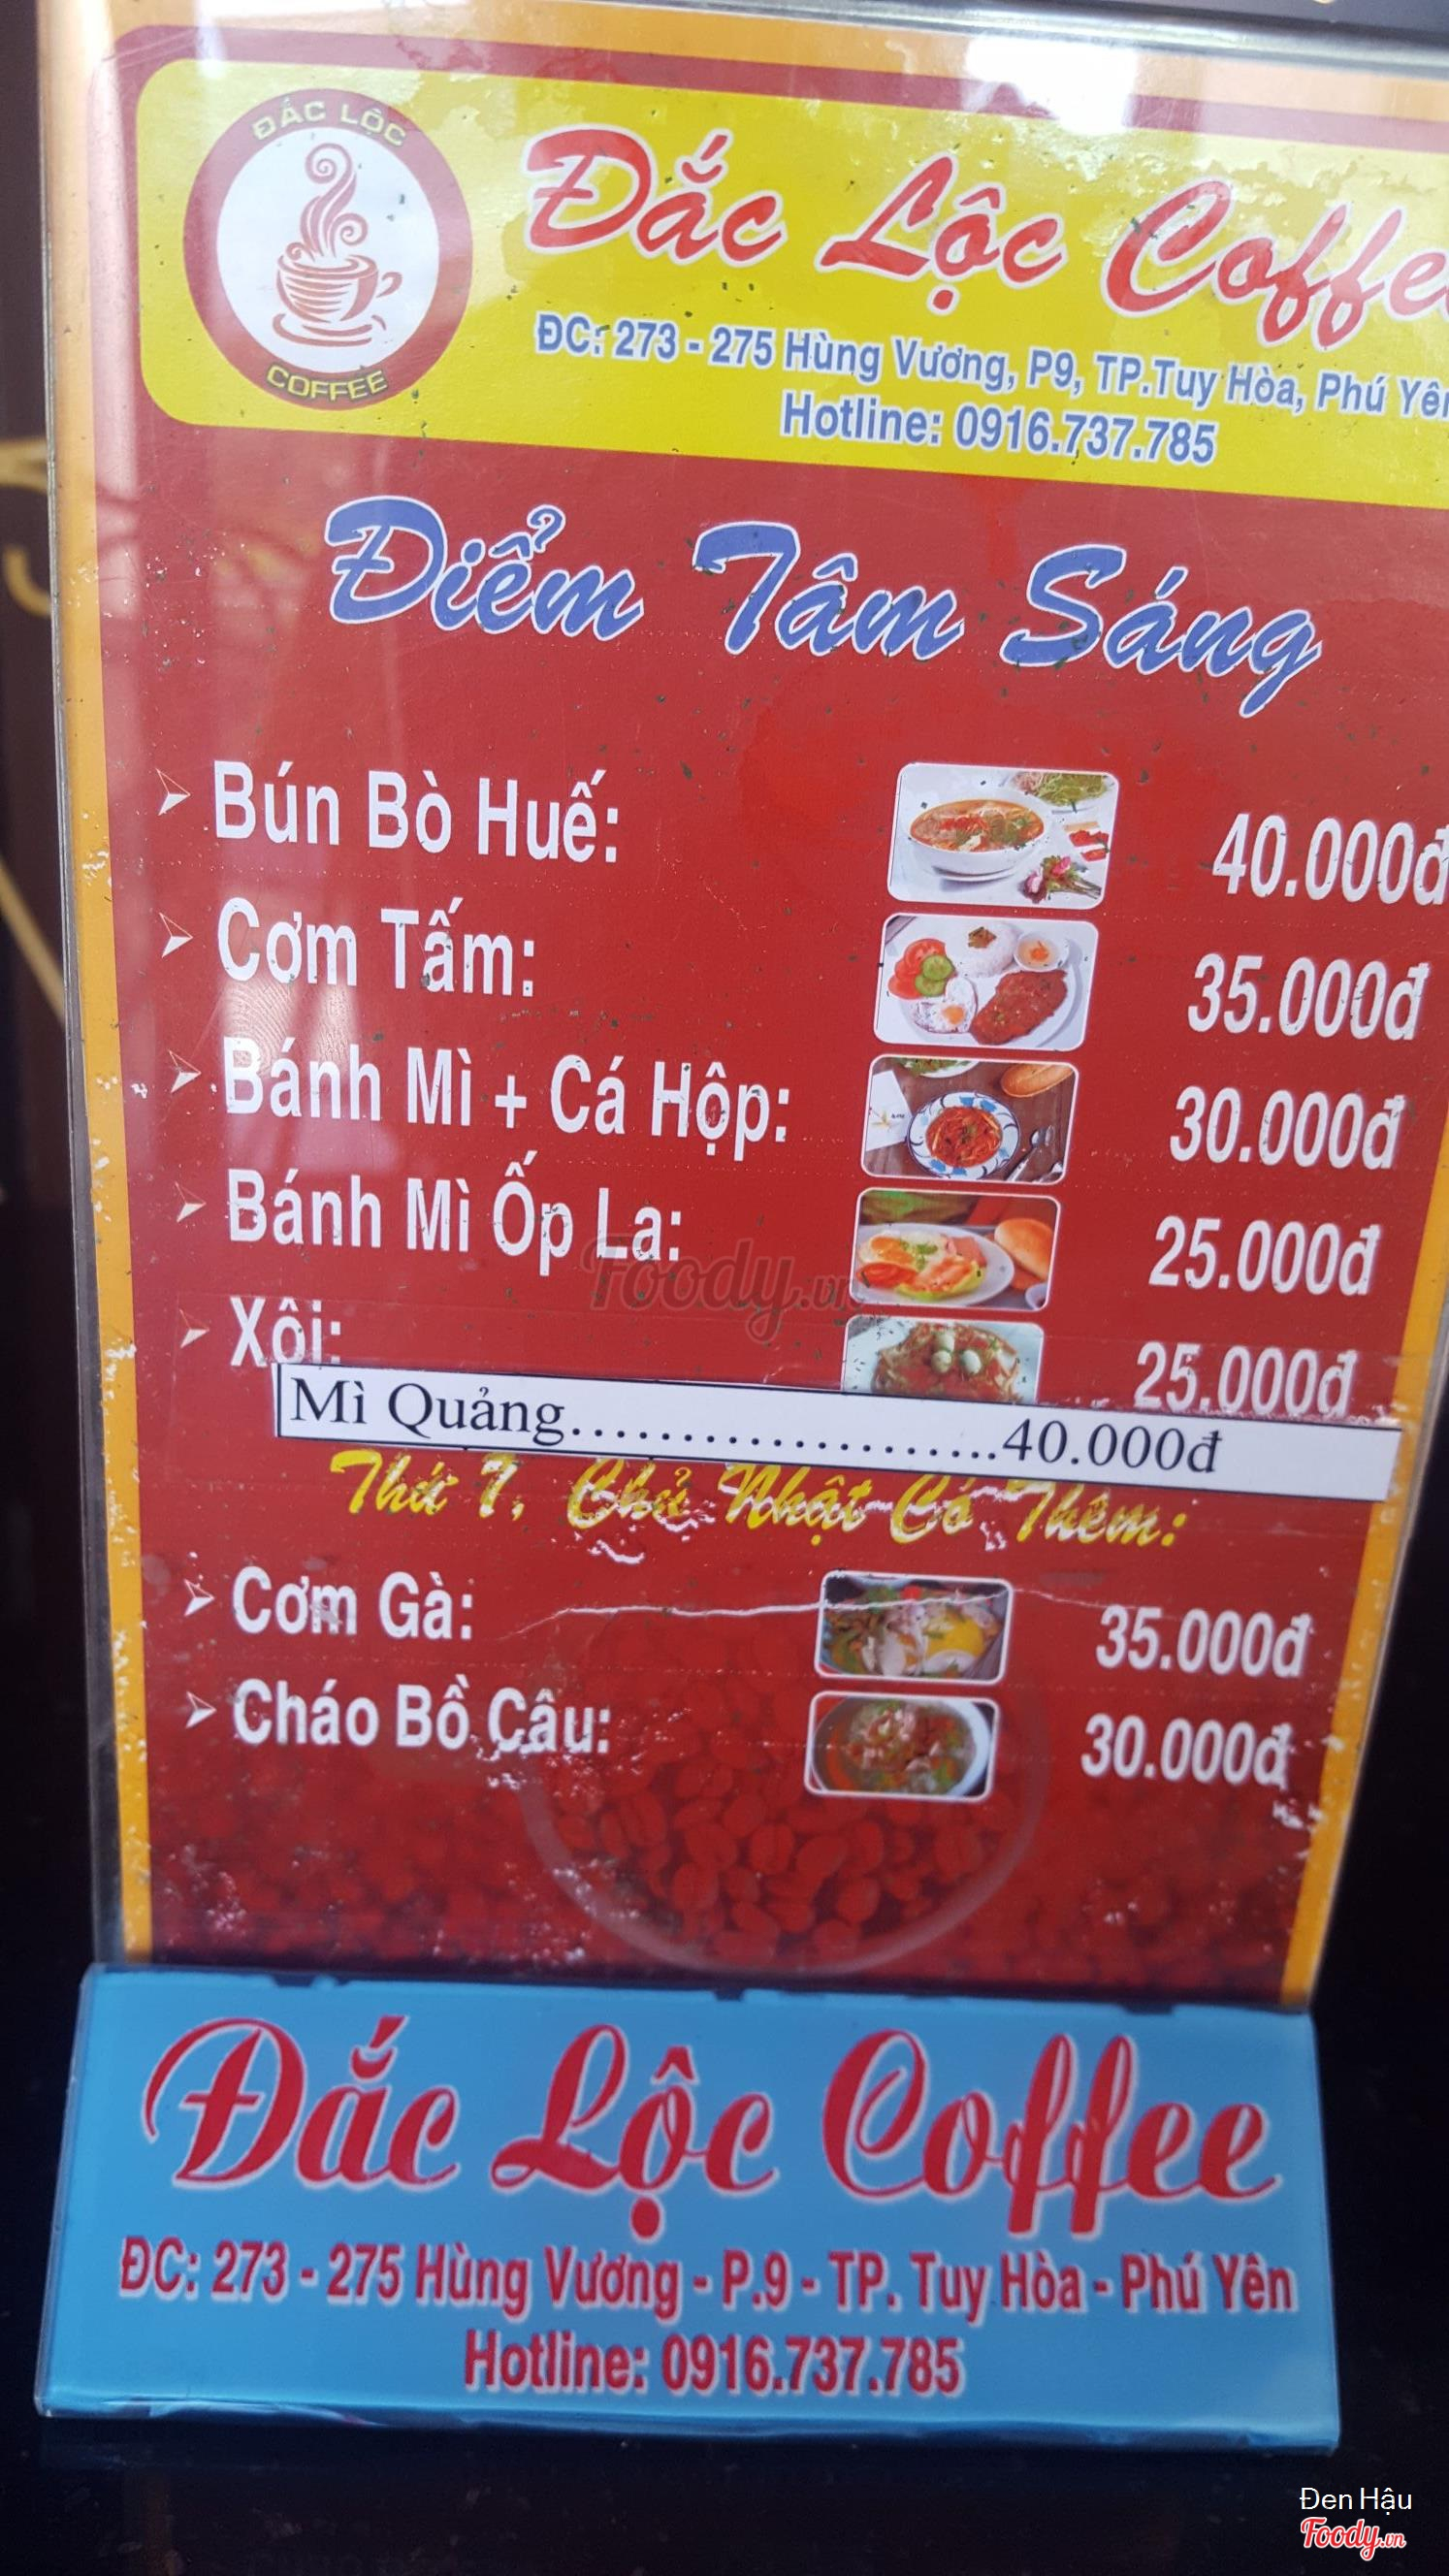 ĐẮC LỘC
COFFEE
Đắc Lộc Coffee
ĐC: 273 - 275 Hùng Vương, P9, TP.Tuy Hòa, Phú Yên
Hotline: 0916.737.785
Điểm Tâm Sáng
Bún Bò Huế: 40.000đ
Cơm Tấm: 35.000đ
Bánh Mì + Cá Hộp: 30.000đ
Bánh Mì Ốp La: 25.000đ
Foody.vn
Xôi: 25.000đ
Mì Quảng.....................40.000đ
Thứ 7, Chủ Nhật Có Thêm:
Cơm Gà: 35.000đ
Cháo Bồ Câu: 30.000đ
Đắc Lộc Coffee
ĐC: 273 - 275 Hùng Vương - P.9 - TP. Tuy Hòa - Phú Yên
Hotline: 0916.737.785
Đen Hậu
Foody.vn